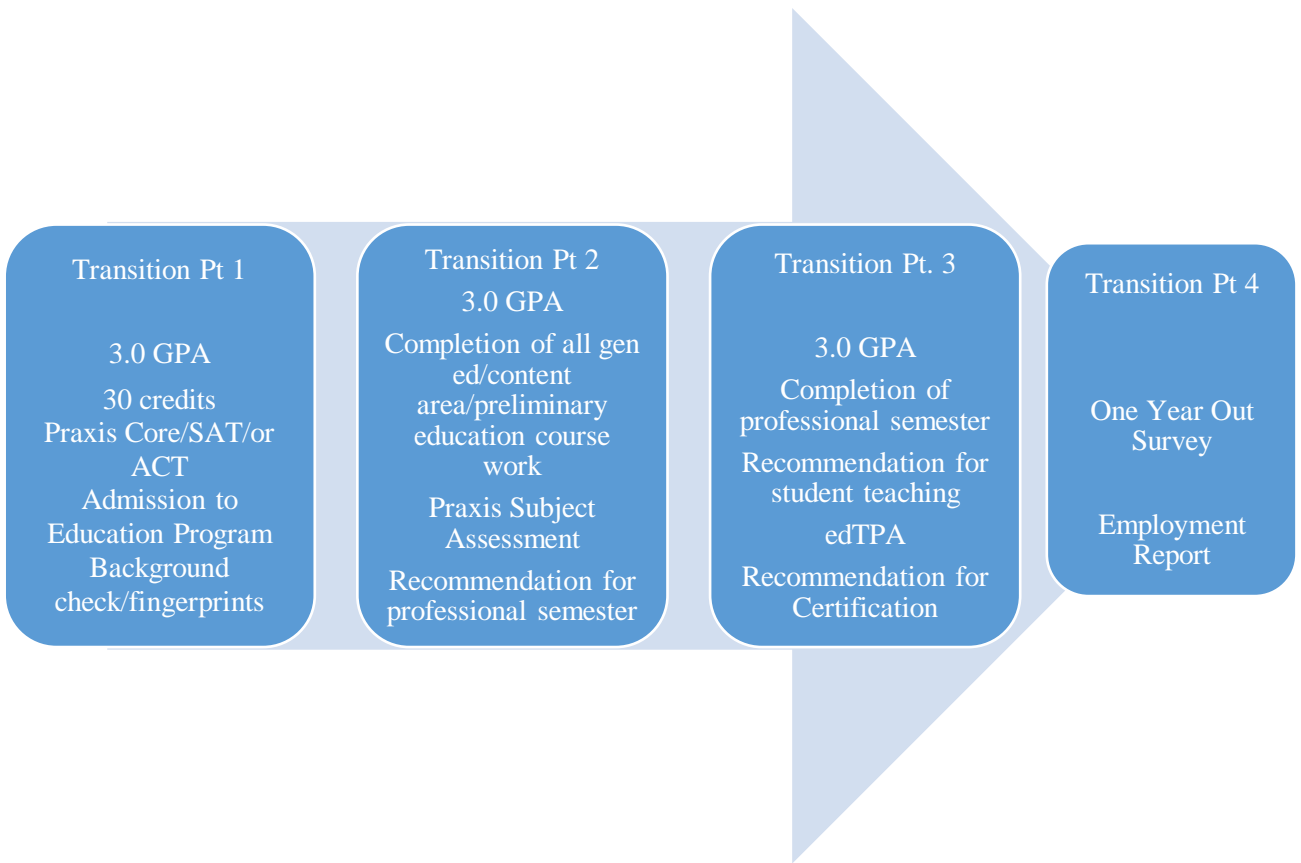 Transition Pt 1
3.0 GPA
30 credits
Praxis Core/SAT/or
ACT
Admission to
Education Program
Background
check/fingerprints
Transition Pt 2
3.0 GPA
Completion of all gen
ed/content
area/preliminary
education course
work
Praxis Subject
Assessment
Recommendation for
professional semester
Transition Pt. 3
3.0 GPA
Completion of
professional semester
Recommendation for
student teaching
edTPA
Recommendation for
Certification
Transition Pt 4
One Year Out
Survey
Employment
Report